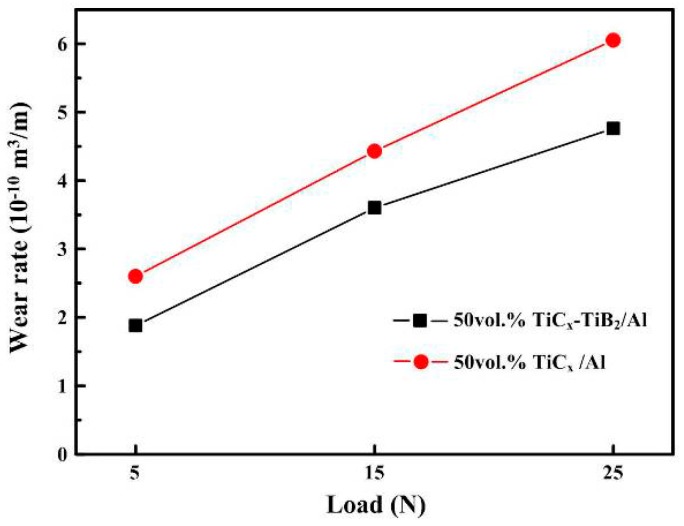 Wear rate (10⁻¹⁰ m³/m)
6
5
4
3
2
1
0
50vol.% TiCₓ-TiB₂/Al
50vol.% TiCₓ /Al
5 15 25
Load (N)